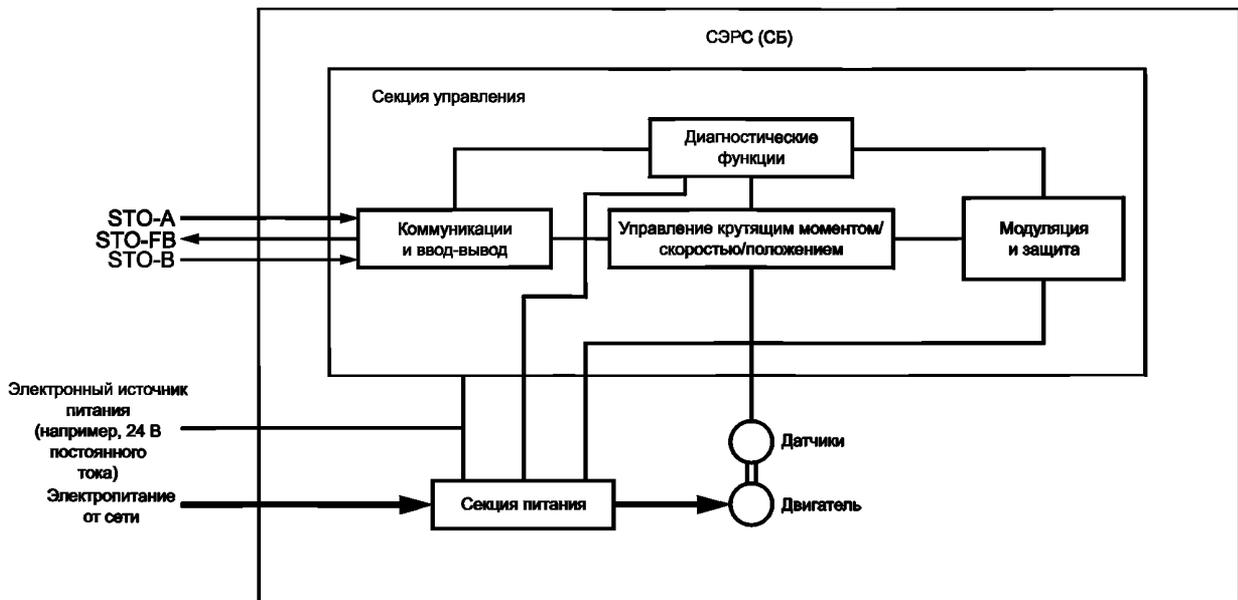 СЭРС (СБ)
Секция управления
Диагностические
функции
STO-A
STO-FB
STO-B
Коммуникации
и ввод-вывод
Управление крутящим моментом/
скоростью/положением
Модуляция
и защита
Электронный источник
питания
(например, 24 В
постоянного
тока)
Датчики
Электропитание
от сети
Секция питания
Двигатель